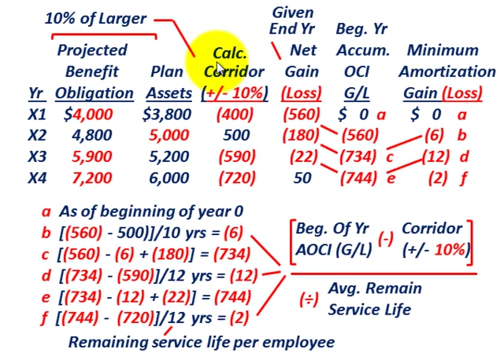 10% of Larger
Given
End Yr Beg. Yr
Projected Calc. Net Accum. Minimum
Benefit Plan Corridor Gain OCI Amortization
Yr Obligation Assets (+/- 10%) (Loss) G/L Gain (Loss)
X1 $4,000 $3,800 (400) (560) $ 0 a $ 0 a
X2 4,800 5,000 500 (180) (560) (6) b
X3 5,900 5,200 (590) (22) (734) c (12) d
X4 7,200 6,000 (720) 50 (744) e (2) f
a As of beginning of year 0
b [(560) - 500)]/10 yrs = (6)
c [(560) - (6) + (180)] = (734)
d [(734) - (590)]/12 yrs = (12)
e [(734) - (12) + (22)] = (744)
f [(744) - (720)]/12 yrs = (2)
Remaining service life per employee
Beg. Of Yr (-) Corridor
AOCI (G/L) (+/- 10%)
(÷) Avg. Remain
Service Life